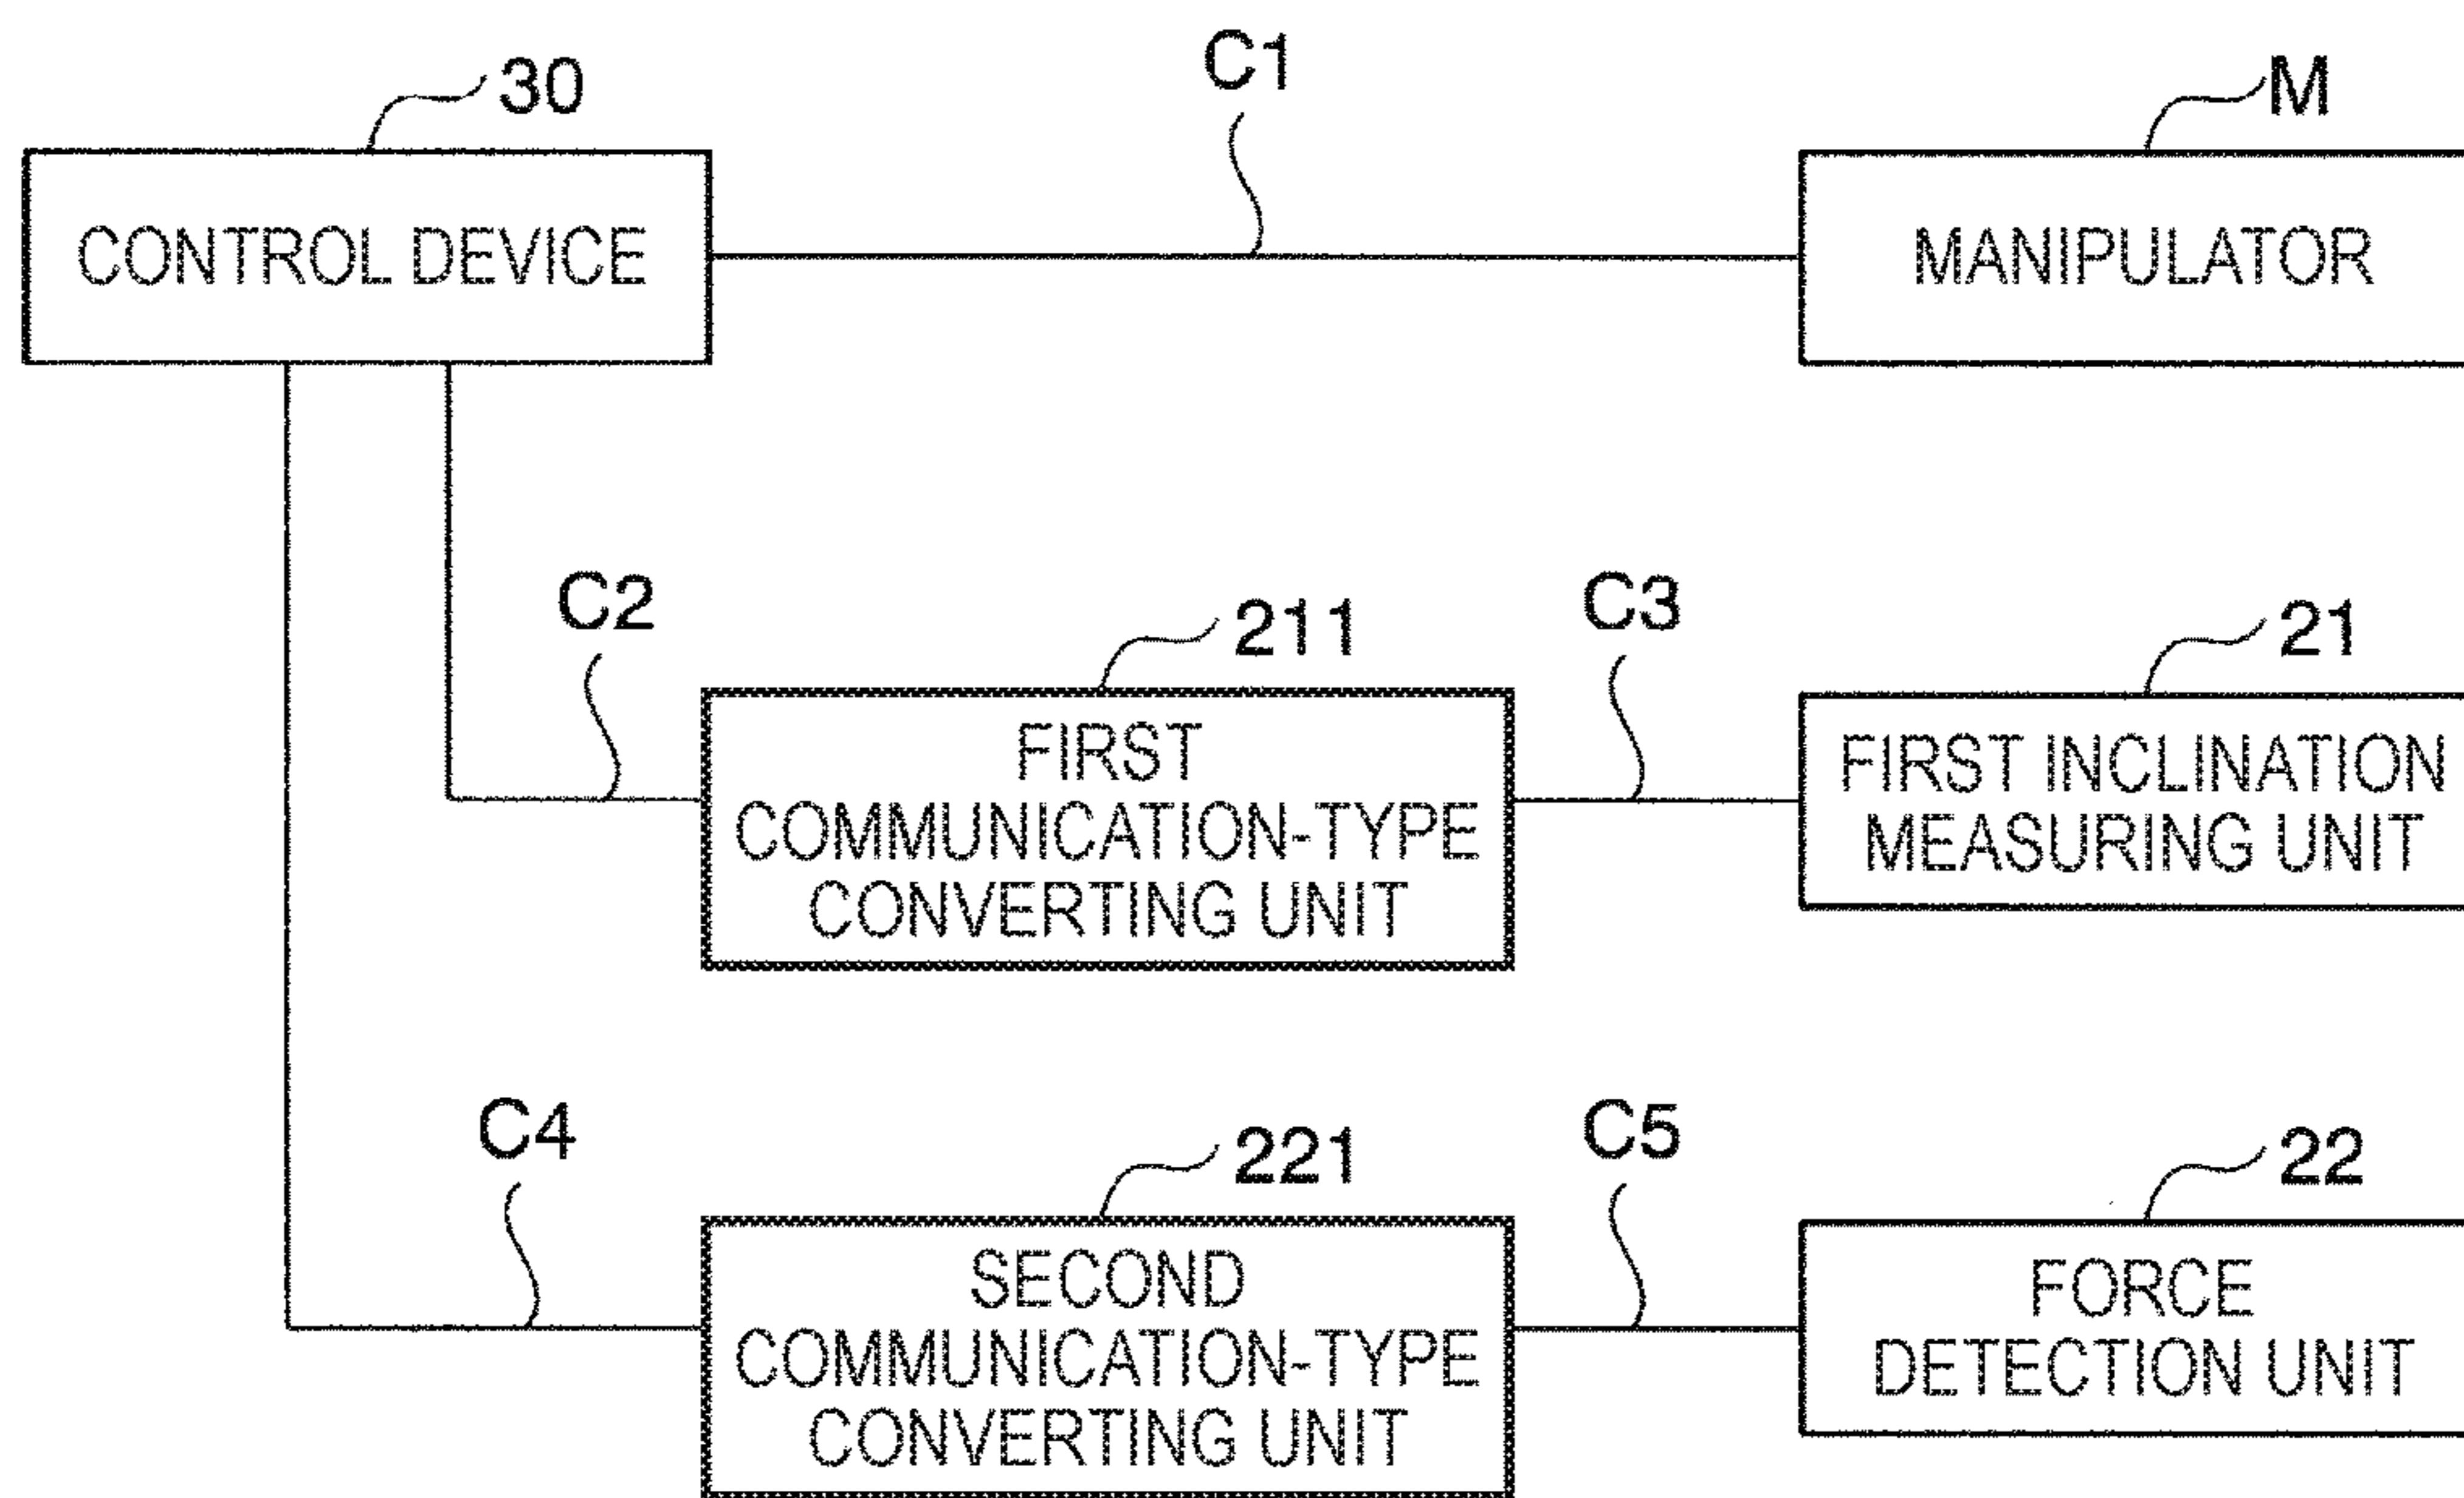 30
C1
M
CONTROL DEVICE
MANIPULATOR
C2
211
C3
21
FIRST
COMMUNICATION-TYPE
CONVERTING UNIT
FIRST INCLINATION
MEASURING UNIT
C4
221
C5
22
SECOND
COMMUNICATION-TYPE
CONVERTING UNIT
FORCE
DETECTION UNIT